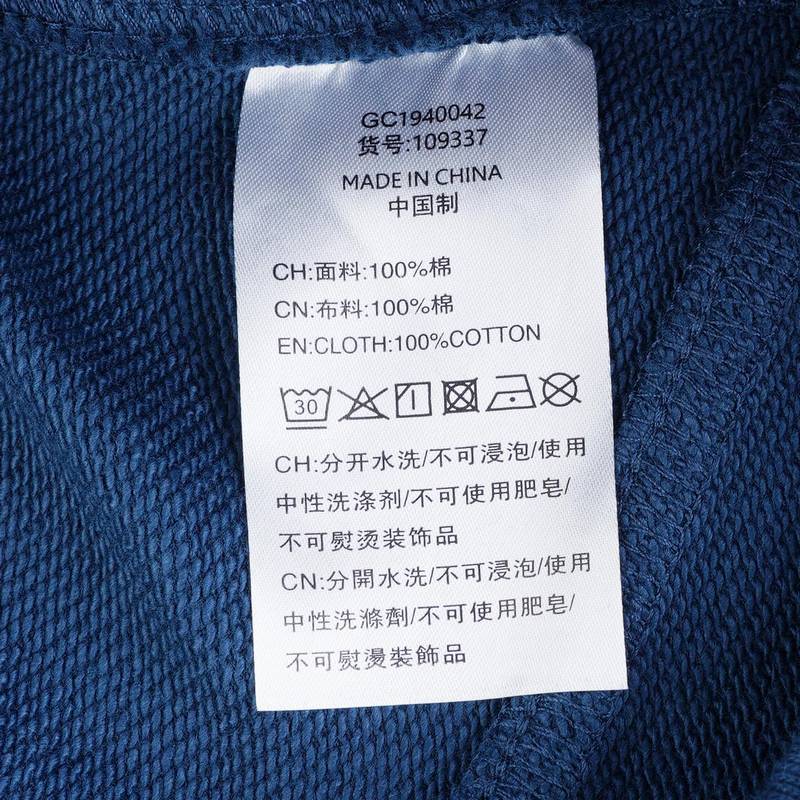 GC1940042
货号:109337
MADE IN CHINA
中国制
CH:面料:100%棉
CN:布料:100%棉
EN:CLOTH:100%COTTON
30
CH:分开水洗/不可浸泡/使用
中性洗涤剂/不可使用肥皂/
不可熨烫装饰品
CN:分開水洗/不可浸泡/使用
中性洗滌劑/不可使用肥皂/
不可熨燙裝飾品